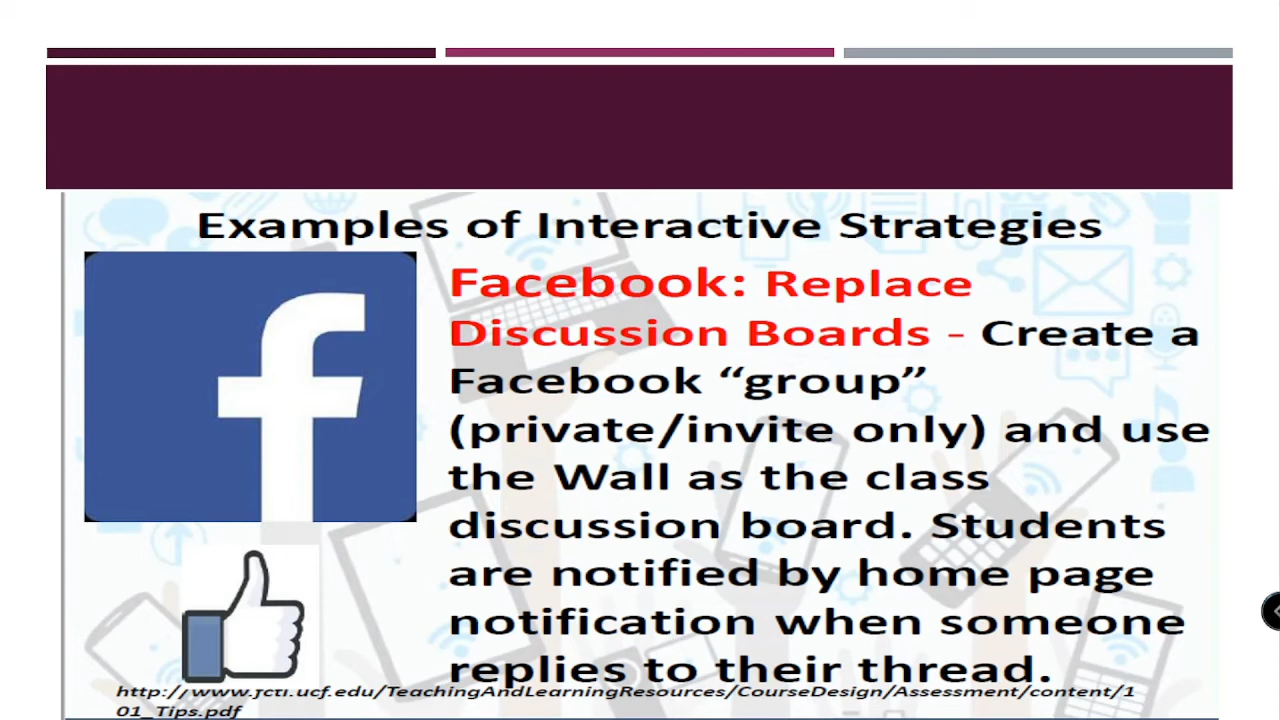 Examples of Interactive Strategies
Facebook: Replace
Discussion Boards - Create a
Facebook “group”
(private/invite only) and use
the Wall as the class
discussion board. Students
are notified by home page
notification when someone
replies to their thread.
http://www.fctl.ucf.edu/TeachingAndLearningResources/CourseDesign/Assessment/content/1
01_Tips.pdf